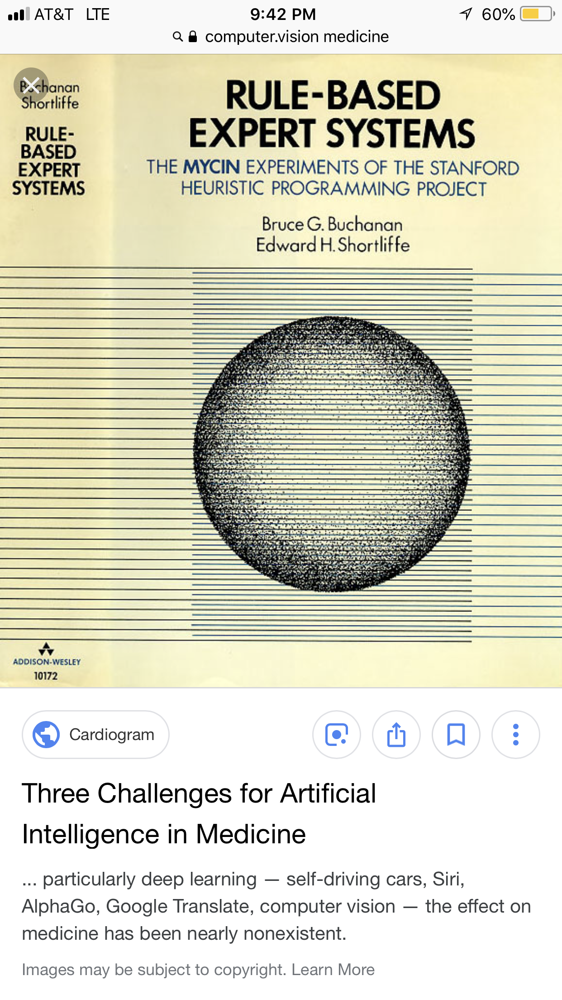 AT&T LTE 9:42 PM 60%
computer.vision medicine
Buchanan
Shortliffe
RULE-
BASED
EXPERT
SYSTEMS
RULE-BASED
EXPERT SYSTEMS
THE MYCIN EXPERIMENTS OF THE STANFORD
HEURISTIC PROGRAMMING PROJECT
Bruce G. Buchanan
Edward H. Shortliffe
ADDISON-WESLEY
10172
Cardiogram
Three Challenges for Artificial
Intelligence in Medicine
... particularly deep learning — self-driving cars, Siri,
AlphaGo, Google Translate, computer vision — the effect on
medicine has been nearly nonexistent.
Images may be subject to copyright. Learn More